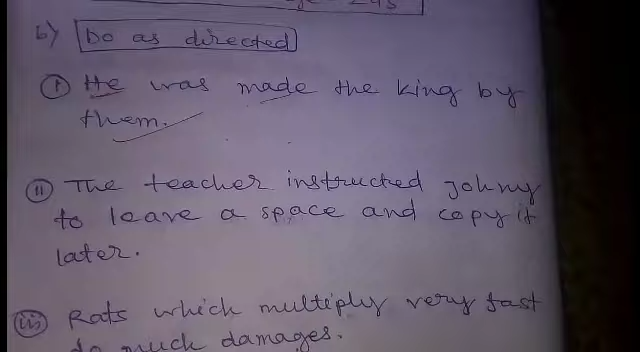 b) Do as directed
(i) He was made the king by
them.
(ii) The teacher instructed Johny
to leave a space and copy it
later.
(iii) Rats which multiply very fast
do much damages.